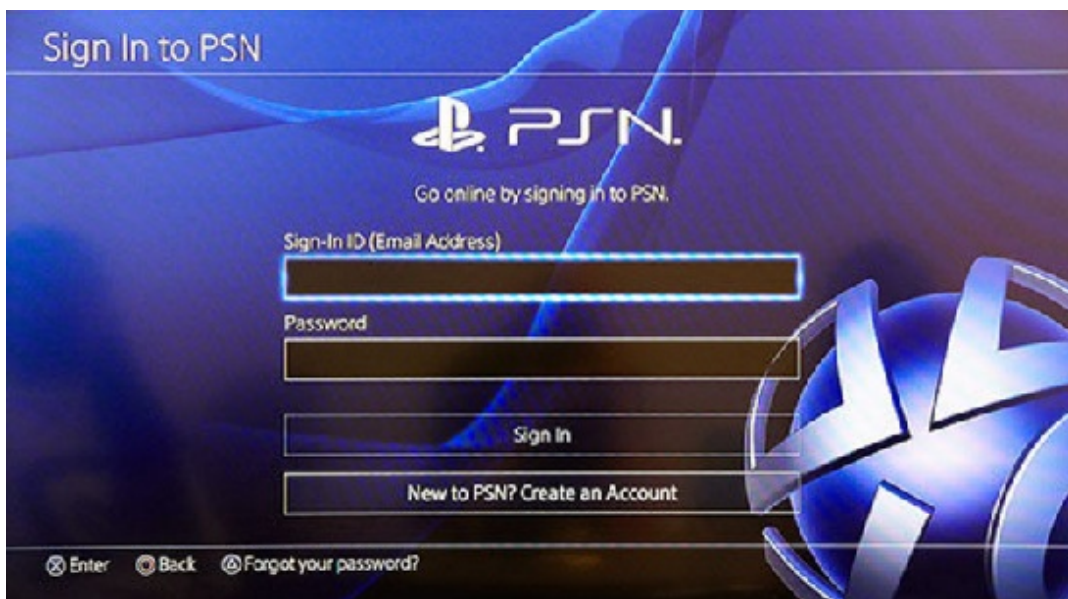 Sign In to PSN
PSN.
Go online by signing in to PSN.
Sign-In ID (Email Address)
Password
Sign In
New to PSN? Create an Account
Enter Back Forgot your password?